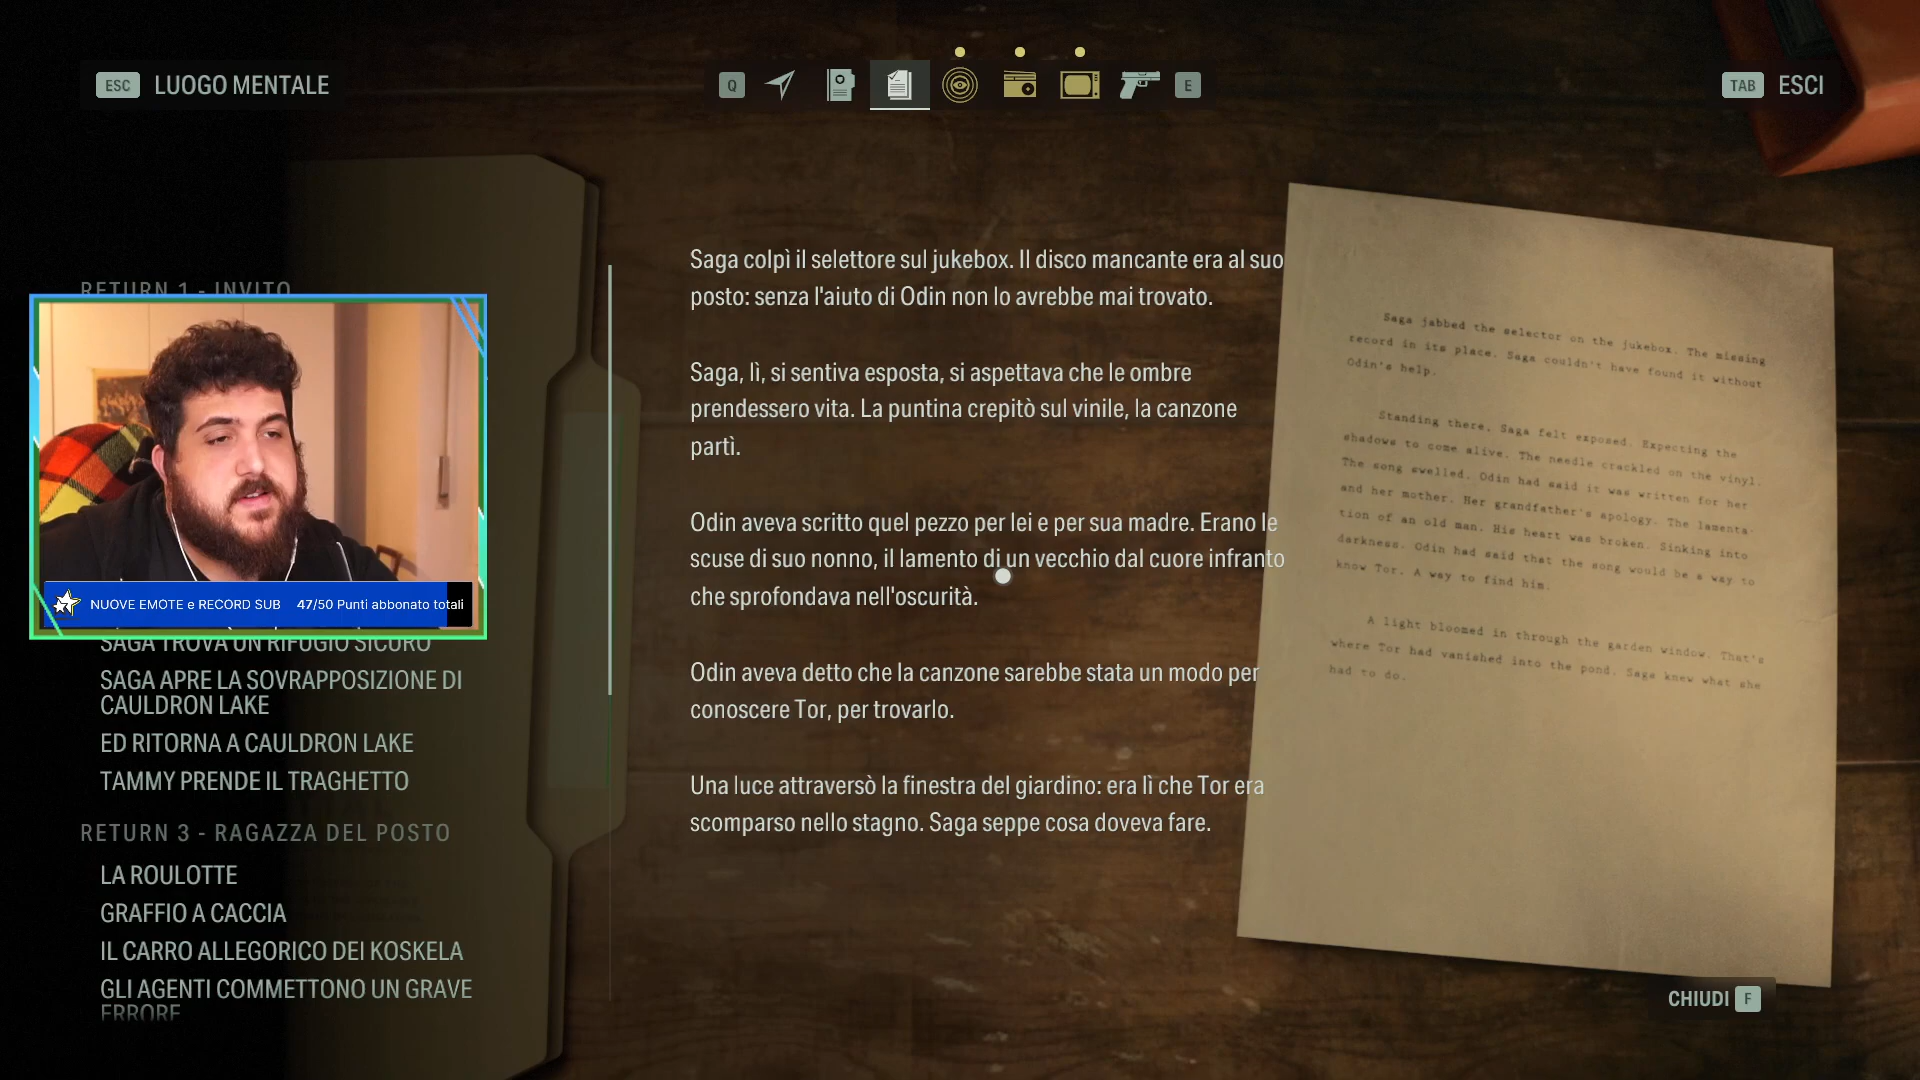 ESC LUOGO MENTALE
Q
E
TAB ESCI
RETURN 1 - INVITO
NUOVE EMOTE e RECORD SUB 47/50 Punti abbonato totali
SAGA TROVA UN RIFUGIO SICURO
SAGA APRE LA SOVRAPPOSIZIONE DI
CAULDRON LAKE
ED RITORNA A CAULDRON LAKE
TAMMY PRENDE IL TRAGHETTO
RETURN 3 - RAGAZZA DEL POSTO
LA ROULOTTE
GRAFFIO A CACCIA
IL CARRO ALLEGORICO DEI KOSKELA
GLI AGENTI COMMETTONO UN GRAVE
ERRORE
Saga colpì il selettore sul jukebox. Il disco mancante era al suo
posto: senza l'aiuto di Odin non lo avrebbe mai trovato.
Saga, lì, si sentiva esposta, si aspettava che le ombre
prendessero vita. La puntina crepitò sul vinile, la canzone
partì.
Odin aveva scritto quel pezzo per lei e per sua madre. Erano le
scuse di suo nonno, il lamento di un vecchio dal cuore infranto
che sprofondava nell'oscurità.
Odin aveva detto che la canzone sarebbe stata un modo per
conoscere Tor, per trovarlo.
Una luce attraversò la finestra del giardino: era lì che Tor era
scomparso nello stagno. Saga seppe cosa doveva fare.
Saga jabbed the selector on the jukebox. The missing
record in its place. Saga couldn't have found it without
Odin's help.
Standing there, Saga felt exposed. Expecting the
shadows to come alive. The needle crackled on the vinyl.
The song swelled. Odin had said it was written for her
and her mother. Her grandfather's apology. The lamenta-
tion of an old man. His heart was broken. Sinking into
darkness. Odin had said that the song would be a way to
know Tor. A way to find him.
A light bloomed in through the garden window. That's
where Tor had vanished into the pond. Saga knew what she
had to do.
CHIUDI F